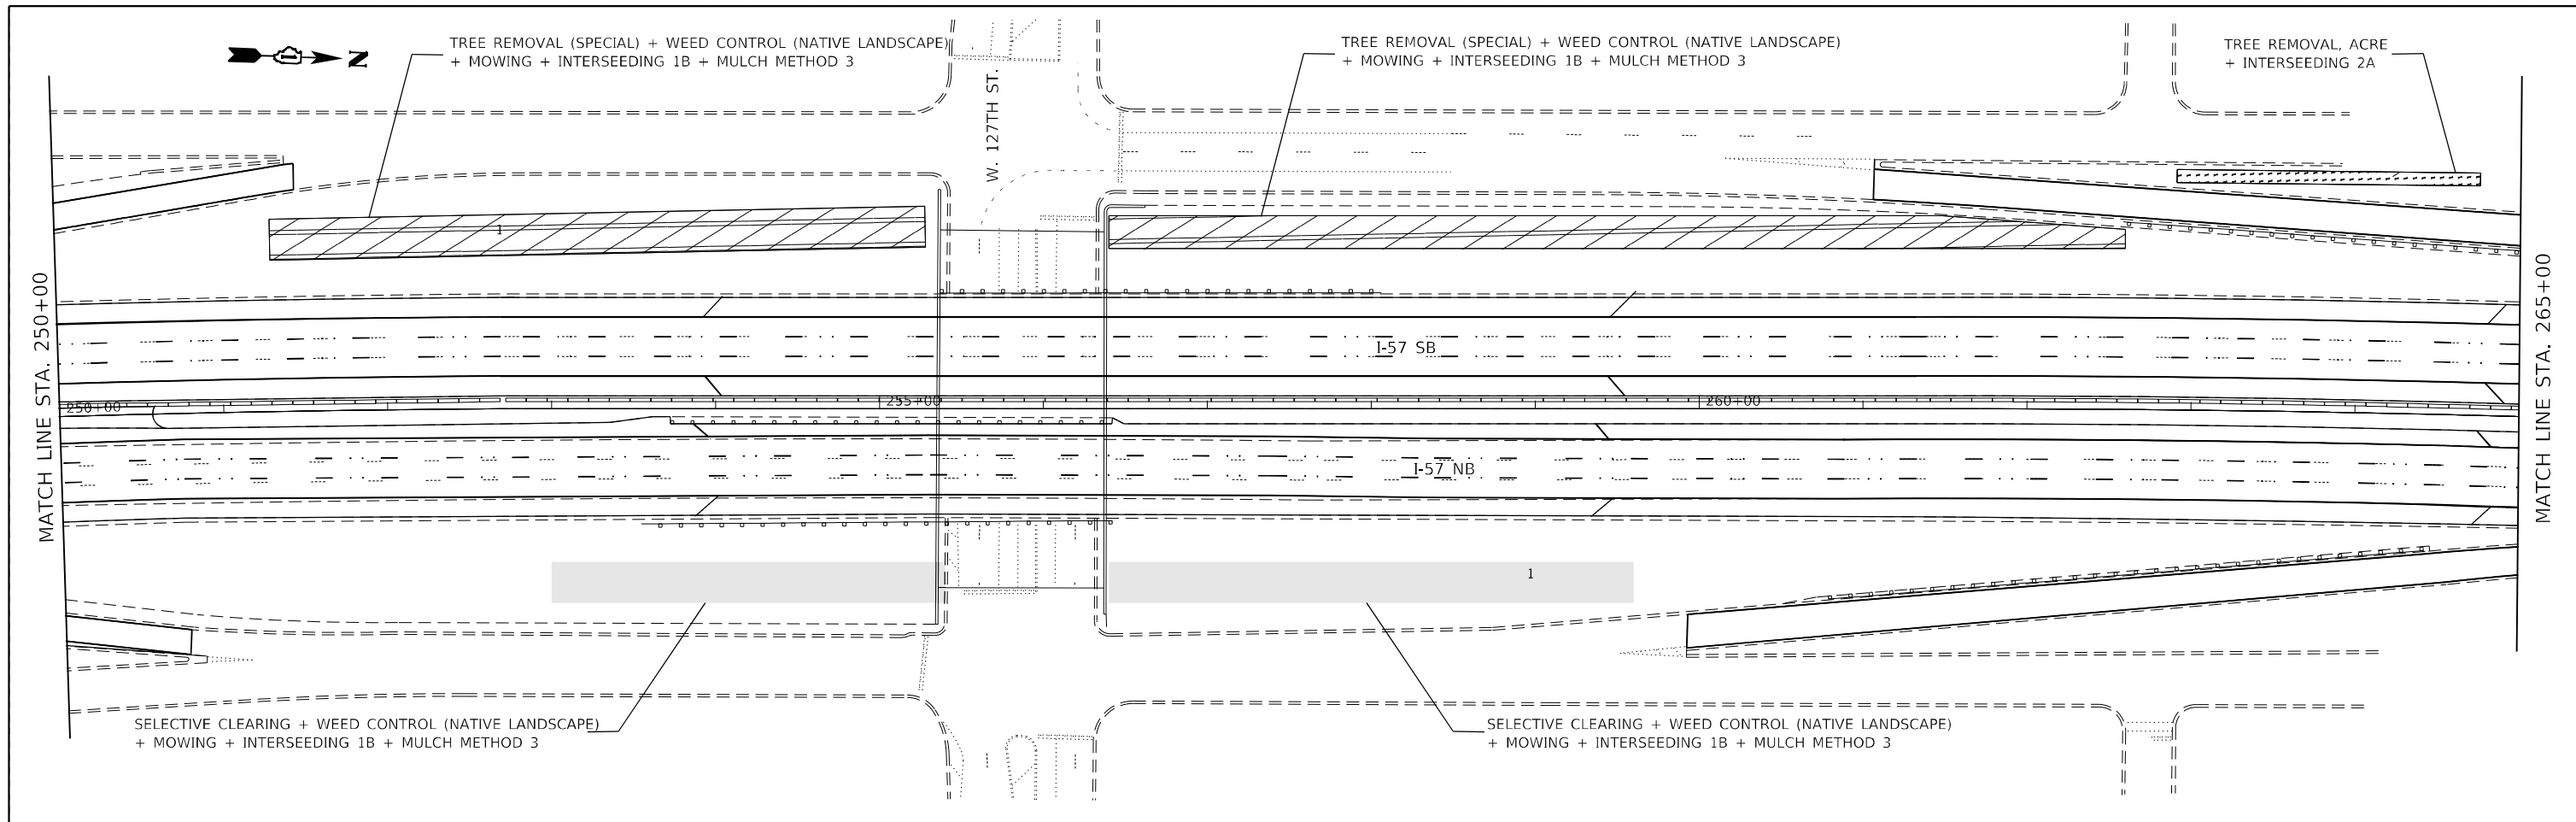 TREE REMOVAL (SPECIAL) + WEED CONTROL (NATIVE LANDSCAPE)
+ MOWING + INTERSEEDING 1B + MULCH METHOD 3
TREE REMOVAL (SPECIAL) + WEED CONTROL (NATIVE LANDSCAPE)
+ MOWING + INTERSEEDING 1B + MULCH METHOD 3
TREE REMOVAL, ACRE
+ INTERSEEDING 2A
N
W. 127TH ST.
1
MATCH LINE STA. 250+00
MATCH LINE STA. 265+00
I-57 SB
250+00
255+00
260+00
I-57 NB
1
SELECTIVE CLEARING + WEED CONTROL (NATIVE LANDSCAPE)
+ MOWING + INTERSEEDING 1B + MULCH METHOD 3
SELECTIVE CLEARING + WEED CONTROL (NATIVE LANDSCAPE)
+ MOWING + INTERSEEDING 1B + MULCH METHOD 3